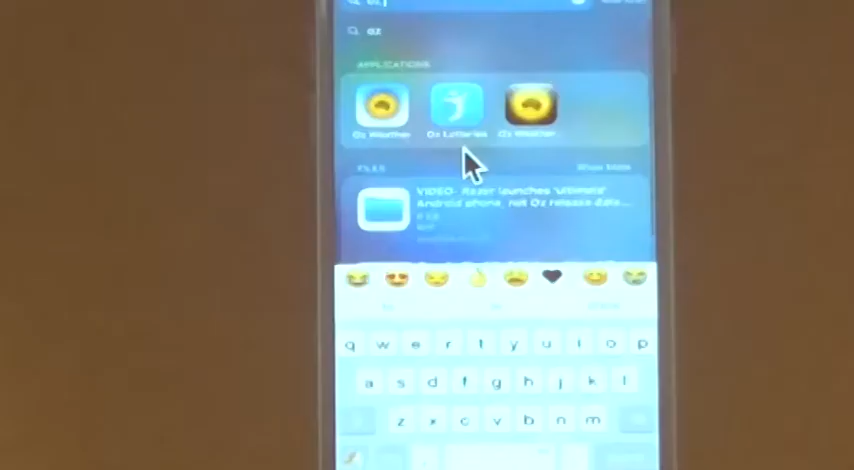 oz
oz
APPLICATIONS
Oz Weather Oz Lotteries Oz Weather
FILES Show More
VIDEO- Razer launches 'ultimate'
Android phone, not Oz release date...
q w e r t y u i o p
a s d f g h j k l
z x c v b n m